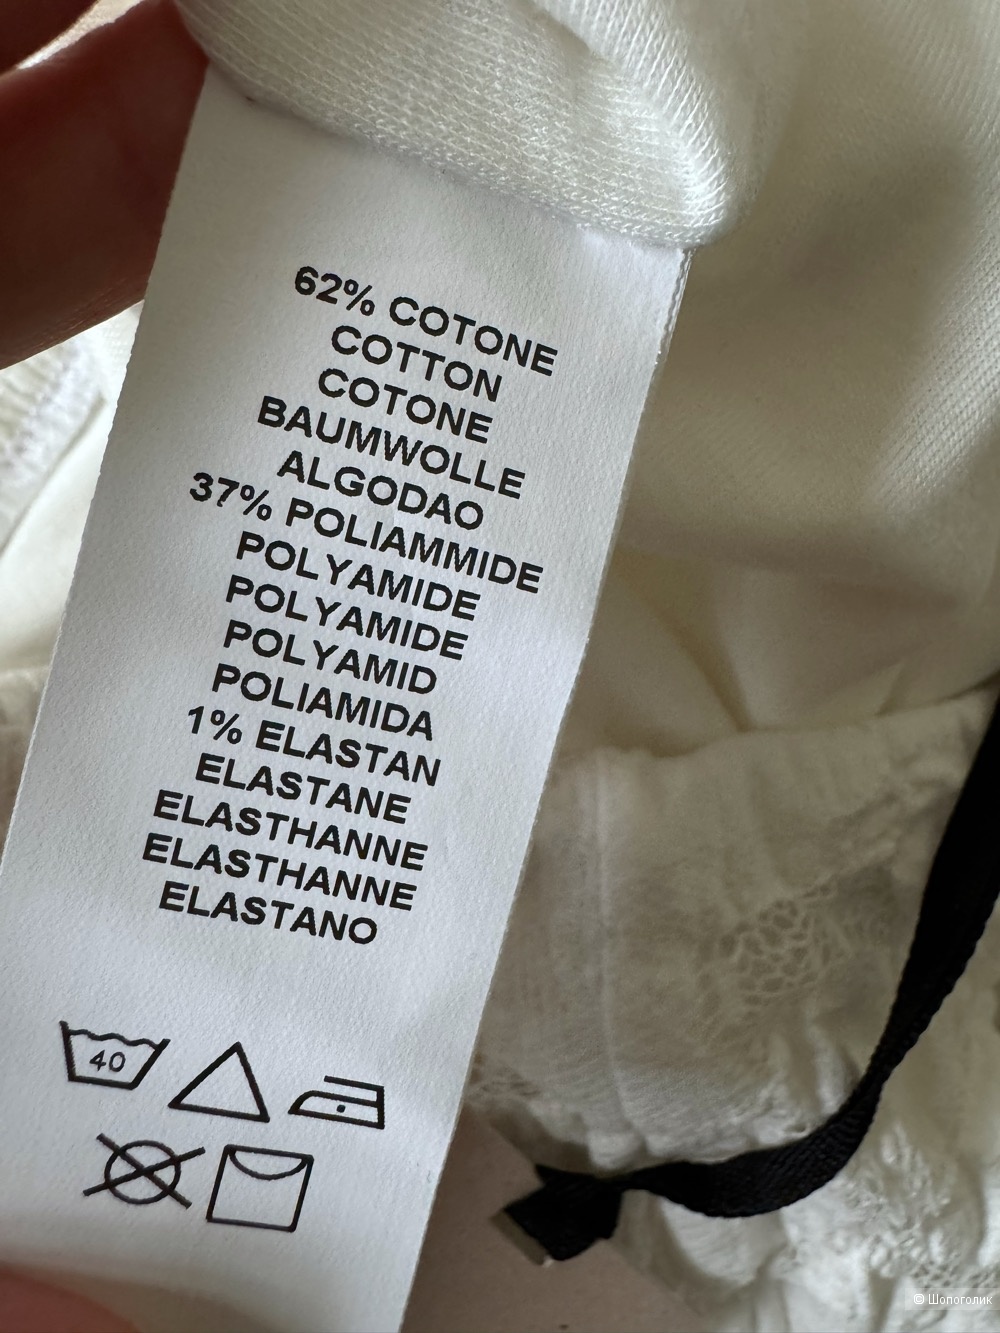 62% COTONE
COTTON
COTONE
BAUMWOLLE
ALGODAO
37% POLIAMMIDE
POLYAMIDE
POLYAMIDE
POLYAMID
POLIAMIDA
1% ELASTAN
ELASTANE
ELASTHANNE
ELASTHANNE
ELASTANO
40
© Шопоголик